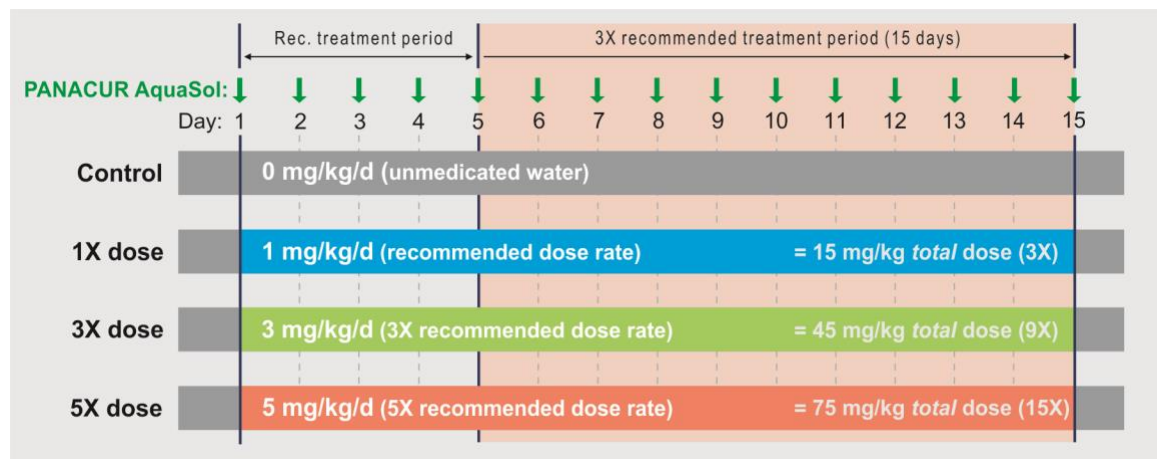 Rec. treatment period 3X recommended treatment period (15 days)
PANACUR AquaSol:
Day: 1 2 3 4 5 6 7 8 9 10 11 12 13 14 15
Control 0 mg/kg/d (unmedicated water)
1X dose 1 mg/kg/d (recommended dose rate) = 15 mg/kg total dose (3X)
3X dose 3 mg/kg/d (3X recommended dose rate) = 45 mg/kg total dose (9X)
5X dose 5 mg/kg/d (5X recommended dose rate) = 75 mg/kg total dose (15X)